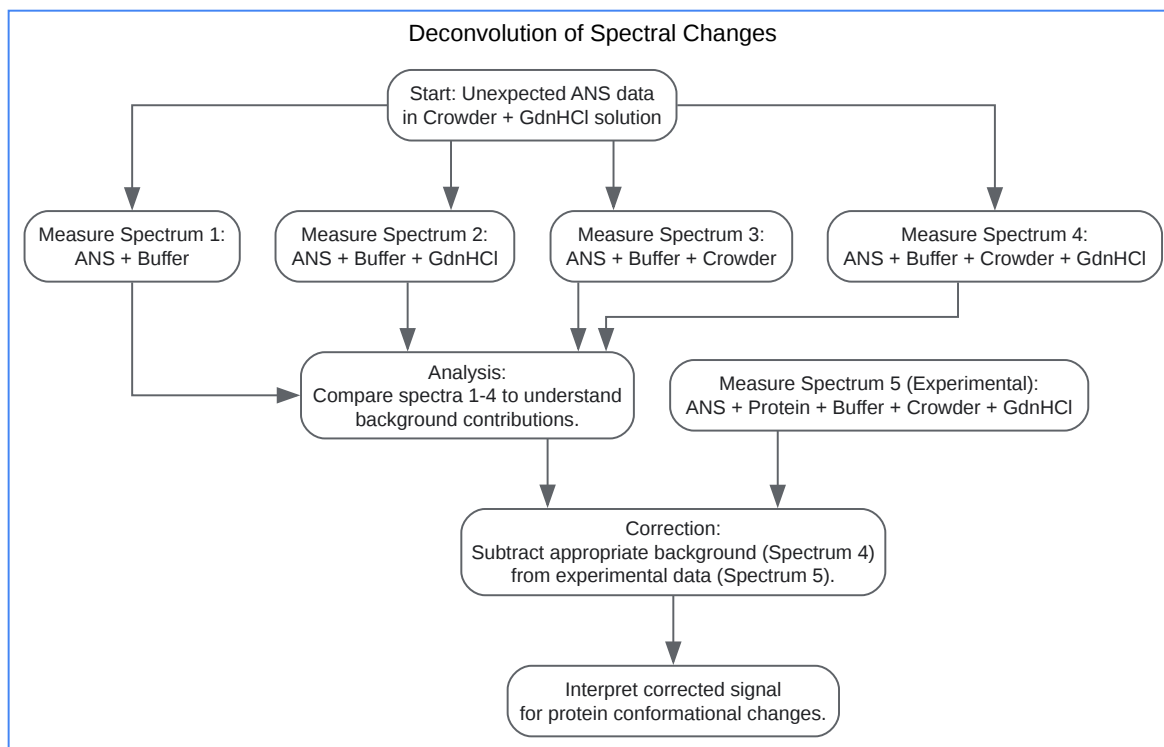 Deconvolution of Spectral Changes
Start: Unexpected ANS data
in Crowder + GdnHCl solution
Measure Spectrum 1:
ANS + Buffer
Measure Spectrum 2:
ANS + Buffer + GdnHCl
Measure Spectrum 3:
ANS + Buffer + Crowder
Measure Spectrum 4:
ANS + Buffer + Crowder + GdnHCl
Analysis:
Compare spectra 1-4 to understand
background contributions.
Measure Spectrum 5 (Experimental):
ANS + Protein + Buffer + Crowder + GdnHCl
Correction:
Subtract appropriate background (Spectrum 4)
from experimental data (Spectrum 5).
Interpret corrected signal
for protein conformational changes.